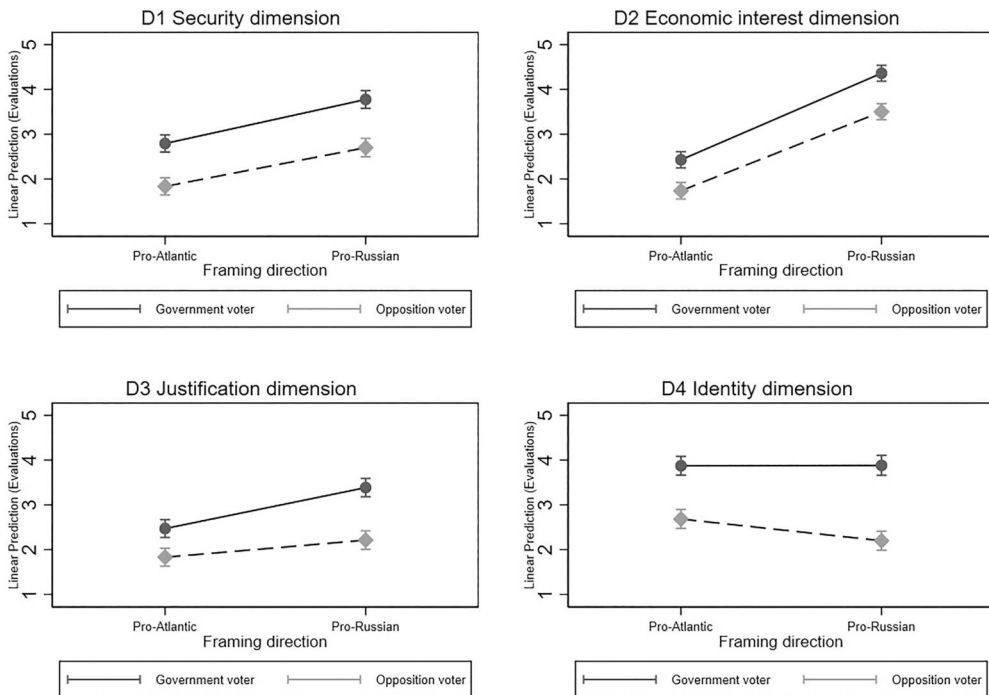 D1 Security dimension
Linear Prediction (Evaluations)
5
4
3
2
1
Pro-Atlantic Pro-Russian
Framing direction
Government voter Opposition voter
D2 Economic interest dimension
Linear Prediction (Evaluations)
5
4
3
2
1
Pro-Atlantic Pro-Russian
Framing direction
Government voter Opposition voter
D3 Justification dimension
Linear Prediction (Evaluations)
5
4
3
2
1
Pro-Atlantic Pro-Russian
Framing direction
Government voter Opposition voter
D4 Identity dimension
Linear Prediction (Evaluations)
5
4
3
2
1
Pro-Atlantic Pro-Russian
Framing direction
Government voter Opposition voter